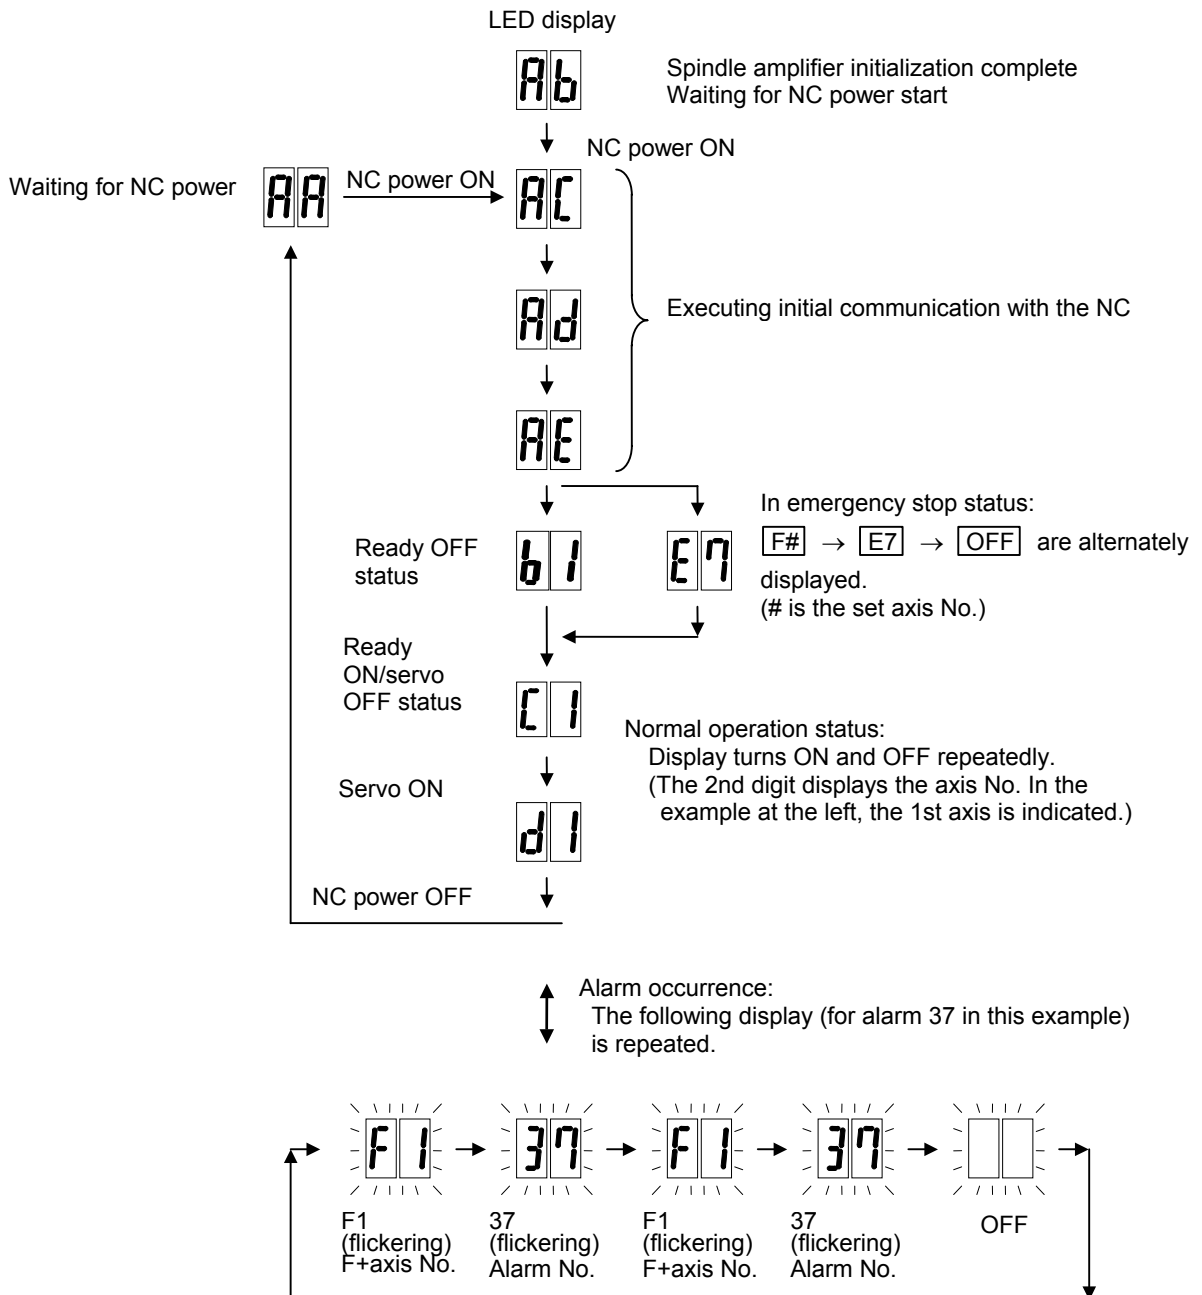 LED display
Ab
Spindle amplifier initialization complete
Waiting for NC power start
NC power ON
Waiting for NC power
AA
NC power ON
AC
Ad
Executing initial communication with the NC
AE
In emergency stop status:
F# → E7 → OFF are alternately
displayed.
(# is the set axis No.)
Ready OFF
status
b1
E7
Ready
ON/servo
OFF status
C1
Normal operation status:
Display turns ON and OFF repeatedly.
(The 2nd digit displays the axis No. In the
example at the left, the 1st axis is indicated.)
Servo ON
d1
NC power OFF
Alarm occurrence:
The following display (for alarm 37 in this example)
is repeated.
F1
37
F1
37
F1
(flickering)
F+axis No.
37
(flickering)
Alarm No.
F1
(flickering)
F+axis No.
37
(flickering)
Alarm No.
OFF